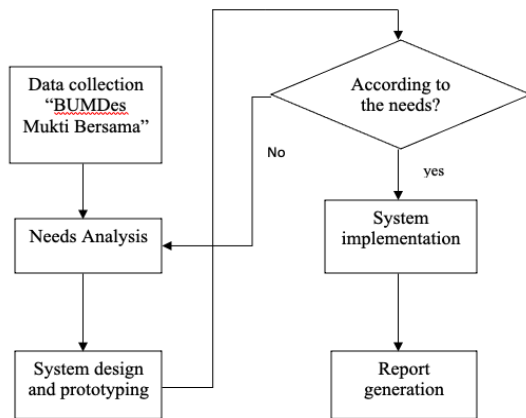 Data collection
“BUMDes
Mukti Bersama”
Needs Analysis
System design
and prototyping
According to
the needs?
No
yes
System
implementation
Report
generation